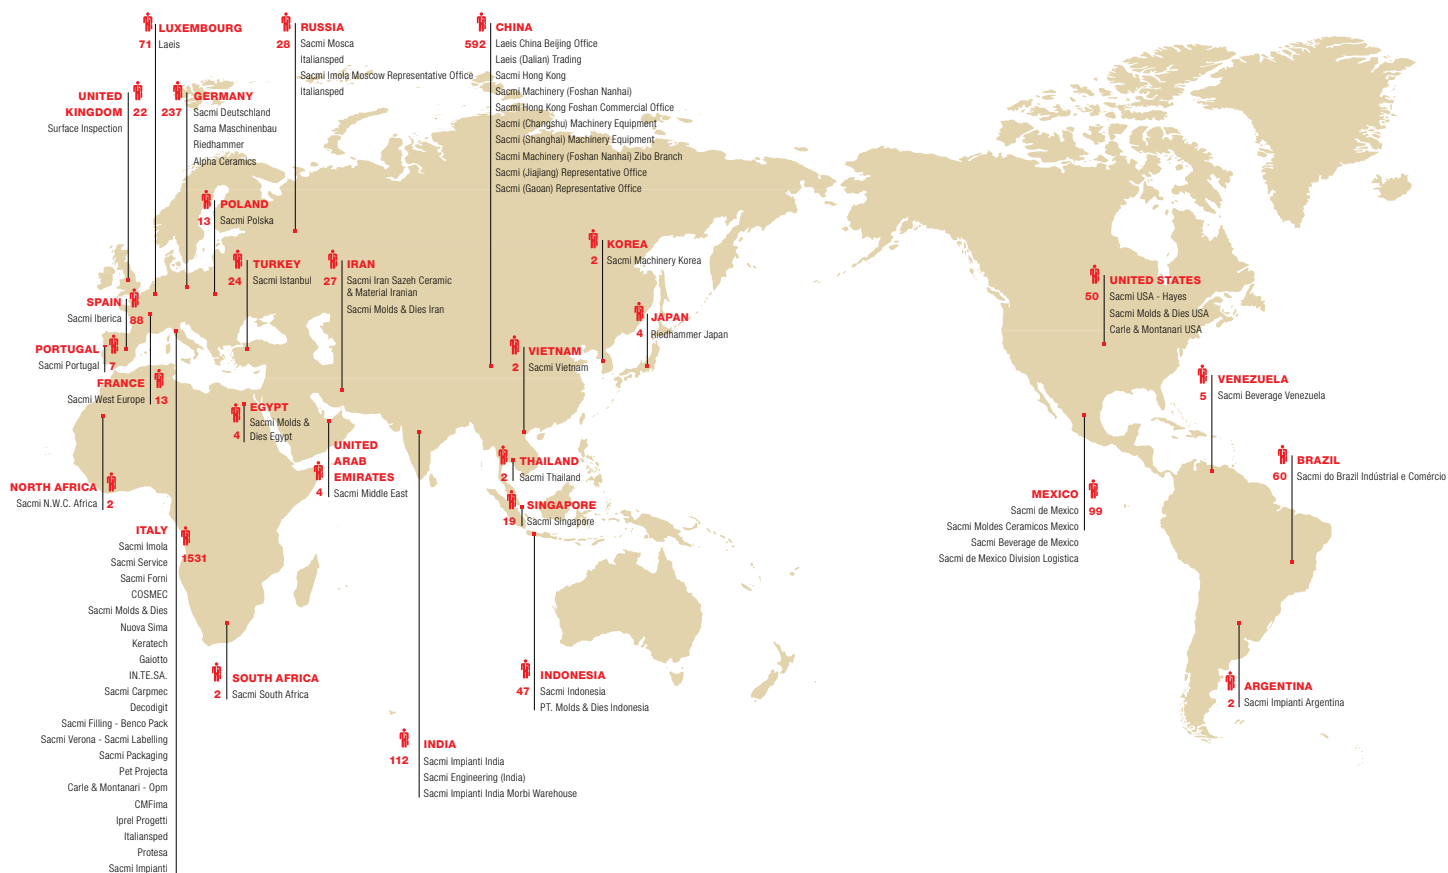 LUXEMBOURG
71
Laeis
RUSSIA
28
Sacmi Mosca
Italiansped
Sacmi Imola Moscow Representative Office
Italiansped
CHINA
592
Laeis China Beijing Office
Laeis (Dalian) Trading
Sacmi Hong Kong
Sacmi Machinery (Foshan Nanhai)
Sacmi Hong Kong Foshan Commercial Office
Sacmi (Changshu) Machinery Equipment
Sacmi (Shanghai) Machinery Equipment
Sacmi Machinery (Foshan Nanhai) Zibo Branch
Sacmi (Jiajiang) Representative Office
Sacmi (Gaoan) Representative Office
UNITED
KINGDOM 22
Surface Inspection
GERMANY
237
Sacmi Deutschland
Sama Maschinenbau
Riedhammer
Alpha Ceramics
POLAND
13
Sacmi Polska
TURKEY
24
Sacmi Istanbul
IRAN
27
Sacmi Iran Sazeh Ceramic
& Material Iranian
Sacmi Molds & Dies Iran
KOREA
2
Sacmi Machinery Korea
JAPAN
4
Riedhammer Japan
VIETNAM
2
Sacmi Vietnam
UNITED STATES
50
Sacmi USA - Hayes
Sacmi Molds & Dies USA
Carle & Montanari USA
SPAIN
Sacmi Iberica 88
PORTUGAL
Sacmi Portugal 7
FRANCE
Sacmi West Europe 13
EGYPT
4
Sacmi Molds &
Dies Egypt
UNITED
ARAB
EMIRATES
4
Sacmi Middle East
THAILAND
2
Sacmi Thailand
SINGAPORE
19
Sacmi Singapore
VENEZUELA
5
Sacmi Beverage Venezuela
BRAZIL
60
Sacmi do Brazil Indústrial e Comércio
MEXICO
99
Sacmi de Mexico
Sacmi Moldes Ceramicos Mexico
Sacmi Beverage de Mexico
Sacmi de Mexico Division Logistica
NORTH AFRICA
Sacmi N.W.C. Africa 2
ITALY
1531
Sacmi Imola
Sacmi Service
Sacmi Forni
COSMEC
Sacmi Molds & Dies
Nuova Sima
Keratech
Gaiotto
IN.TE.SA.
Sacmi Carpmec
Decodigit
Sacmi Filling - Benco Pack
Sacmi Verona - Sacmi Labelling
Sacmi Packaging
Pet Projecta
Carle & Montanari - Opm
CMFima
Iprel Progetti
Italiansped
Protesa
Sacmi Impianti
SOUTH AFRICA
2
Sacmi South Africa
INDIA
112
Sacmi Impianti India
Sacmi Engineering (India)
Sacmi Impianti India Morbi Warehouse
INDONESIA
47
Sacmi Indonesia
PT. Molds & Dies Indonesia
ARGENTINA
2
Sacmi Impianti Argentina